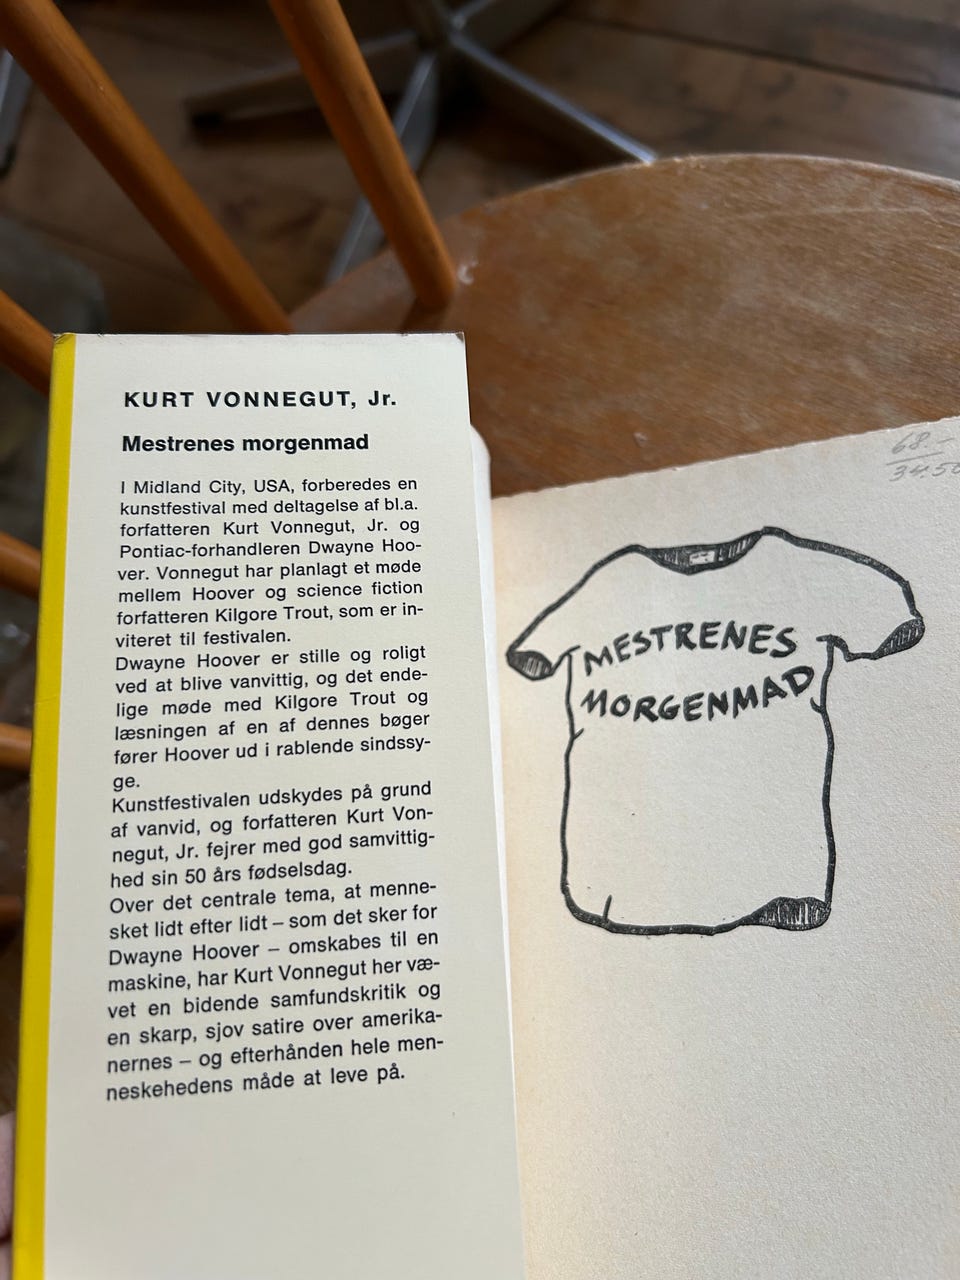 KURT VONNEGUT, Jr.
Mestrenes morgenmad
I Midland City, USA, forberedes en
kunstfestival med deltagelse af bl.a.
forfatteren Kurt Vonnegut, Jr. og
Pontiac-forhandleren Dwayne Hoo-
ver. Vonnegut har planlagt et møde
mellem Hoover og science fiction
forfatteren Kilgore Trout, som er in-
viteret til festivalen.
Dwayne Hoover er stille og roligt
ved at blive vanvittig, og det ende-
lige møde med Kilgore Trout og
læsningen af en af dennes bøger
fører Hoover ud i rablende sindssy-
ge.
Kunstfestivalen udskydes på grund
af vanvid, og forfatteren Kurt Von-
negut, Jr. fejrer med god samvittig-
hed sin 50 års fødselsdag.
Over det centrale tema, at menne-
sket lidt efter lidt – som det sker for
Dwayne Hoover – omskabes til en
maskine, har Kurt Vonnegut her væ-
vet en bidende samfundskritik og
en skarp, sjov satire over amerika-
nernes – og efterhånden hele men-
neskehedens måde at leve på.
68.-
34.50
MESTRENES
MORGENMAD